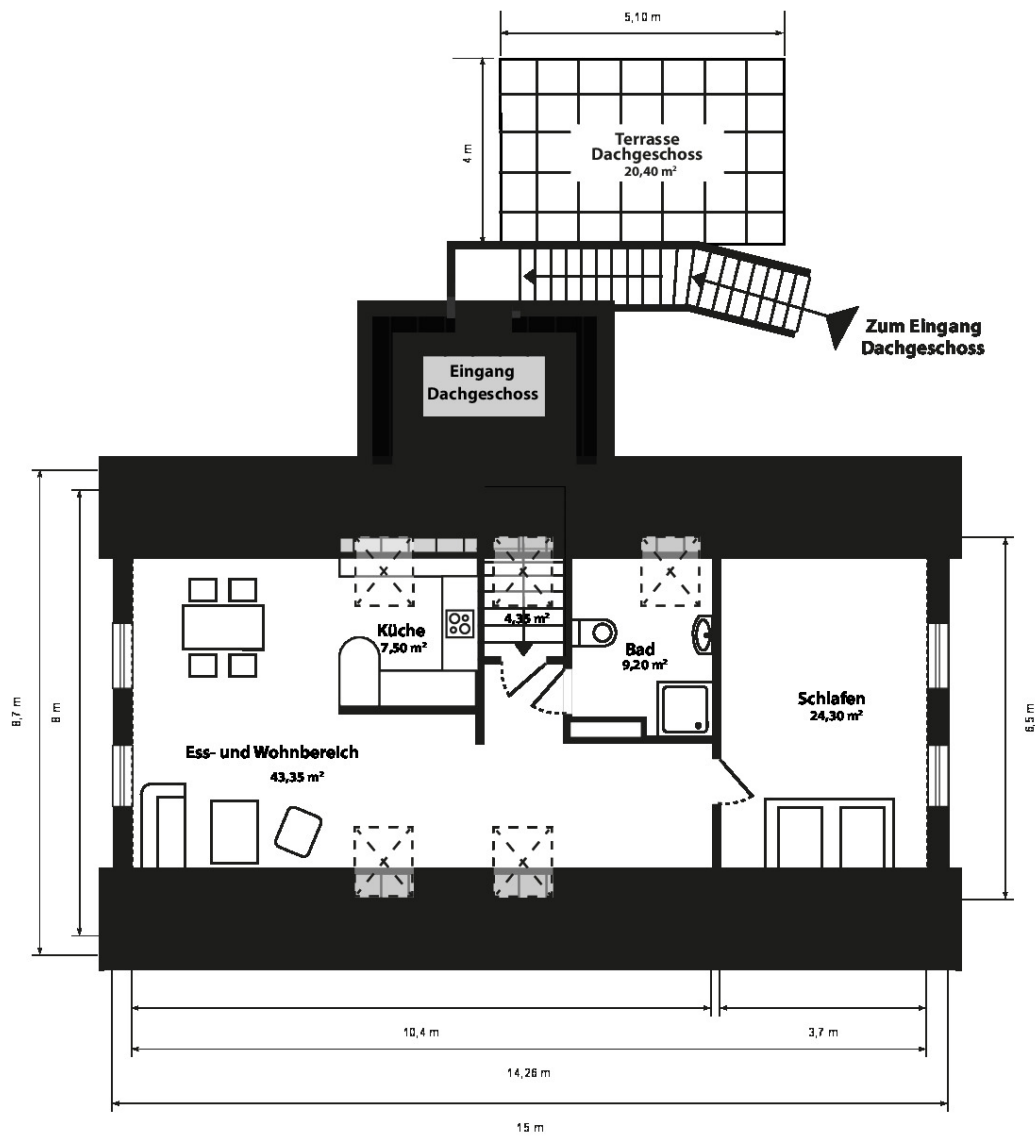 5,10 m
4 m
Terrasse
Dachgeschoss
20,40 m²
Zum Eingang
Dachgeschoss
Eingang
Dachgeschoss
Küche
7,50 m²
4,35 m²
Bad
9,20 m²
Schlafen
24,30 m²
8,7 m
8 m
6,5 m
Ess- und Wohnbereich
43,35 m²
10,4 m
3,7 m
14,26 m
15 m